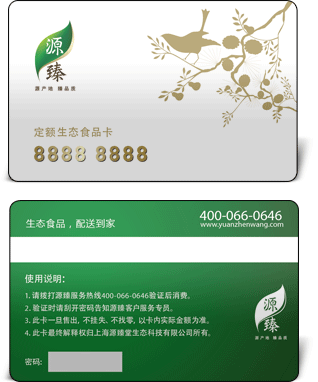 源
臻
源产地 臻品质
定额生态食品卡
8888 8888
生态食品，配送到家
400-066-0646
www.yuanzhenwang.com
使用说明：
1. 请拨打源臻服务热线400-066-0646验证后消费。
2. 验证时请刮开密码告知源臻客户服务专员。
3. 此卡一旦售出，不挂失、不找零，以卡内实际金额为准。
4. 此卡最终解释权归上海源臻堂生态科技有限公司所有。
源
臻
源产地 臻品质
密码: